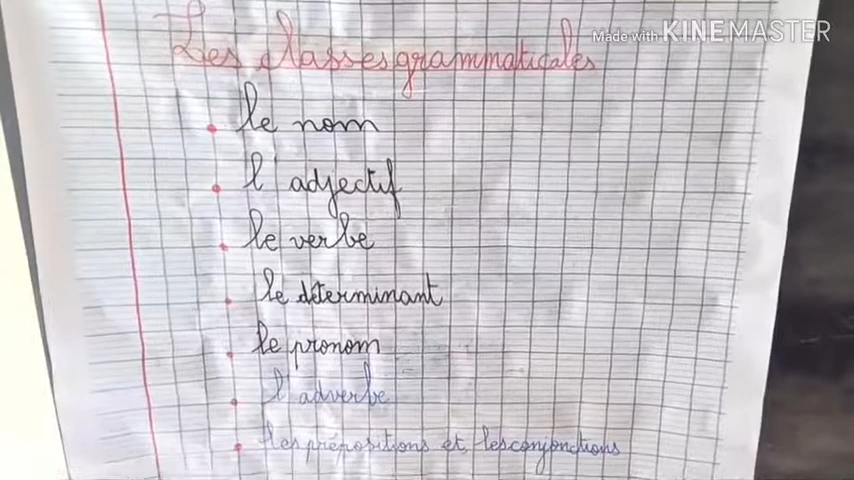 Made with KINEMASTER
Les classes grammaticales
le nom
l'adjectif
le verbe
le déterminant
le pronom
l'adverbe
les prépositions et les conjonctions